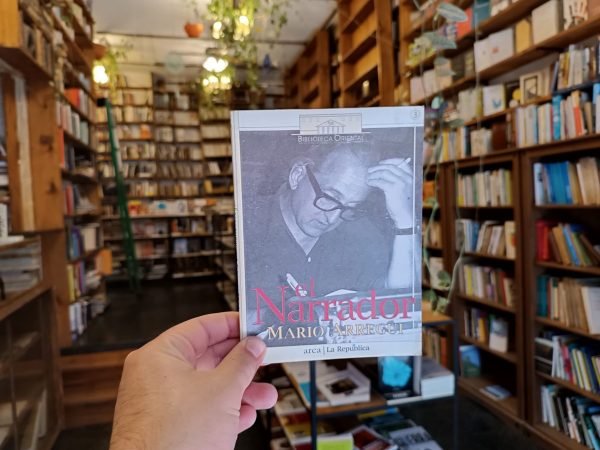 3
BIBLIOTECA ORIENTAL
el
Narrador
MARIO ARREGUI
arca | La República